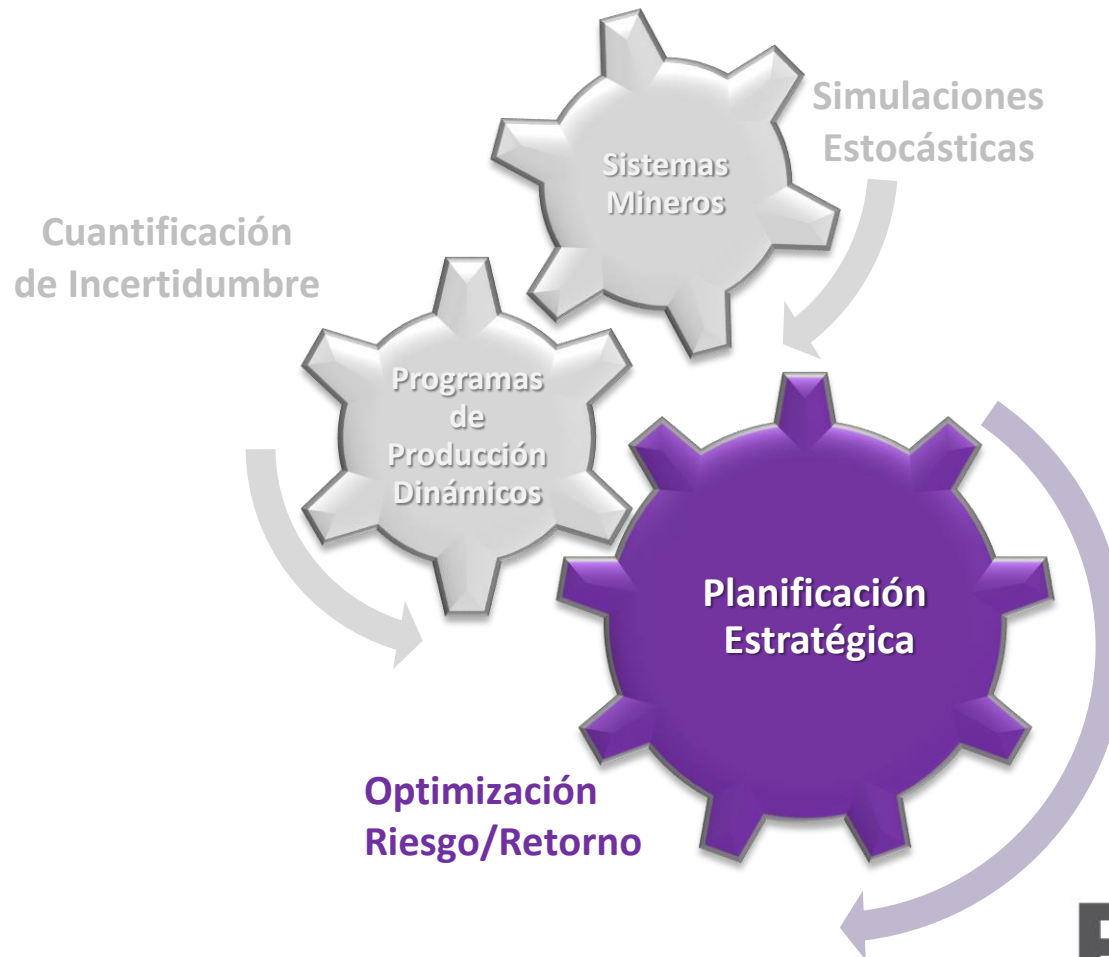 Simulaciones
Estocásticas
Sistemas
Mineros
Cuantificación
de Incertidumbre
Programas
de
Producción
Dinámicos
Planificación
Estratégica
Optimización
Riesgo/Retorno